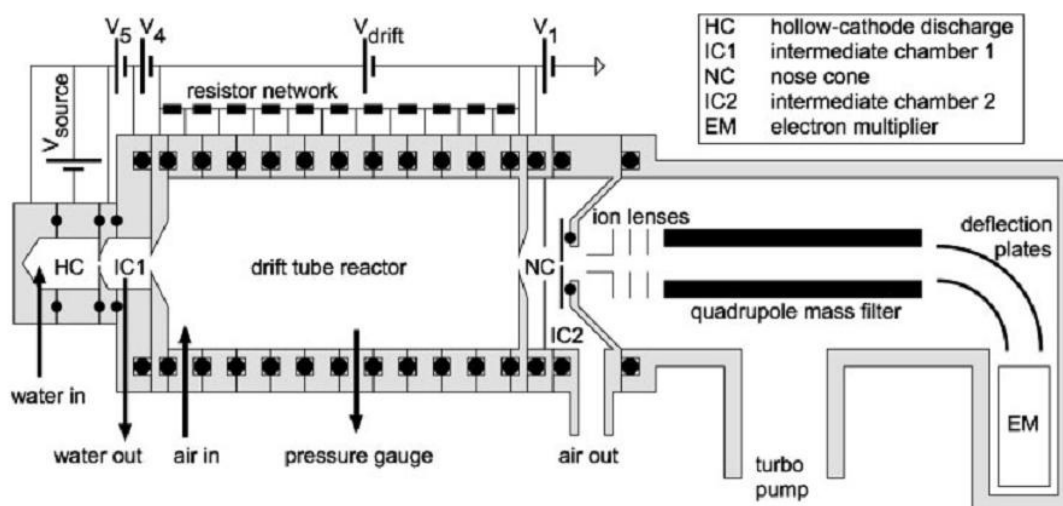 V5
V4
Vdrift
V1
HC hollow-cathode discharge
IC1 intermediate chamber 1
NC nose cone
IC2 intermediate chamber 2
EM electron multiplier
resistor network
Vsource
ion lenses
deflection
plates
HC
IC1
drift tube reactor
NC
quadrupole mass filter
IC2
water in
EM
water out
air in
pressure gauge
air out
turbo
pump